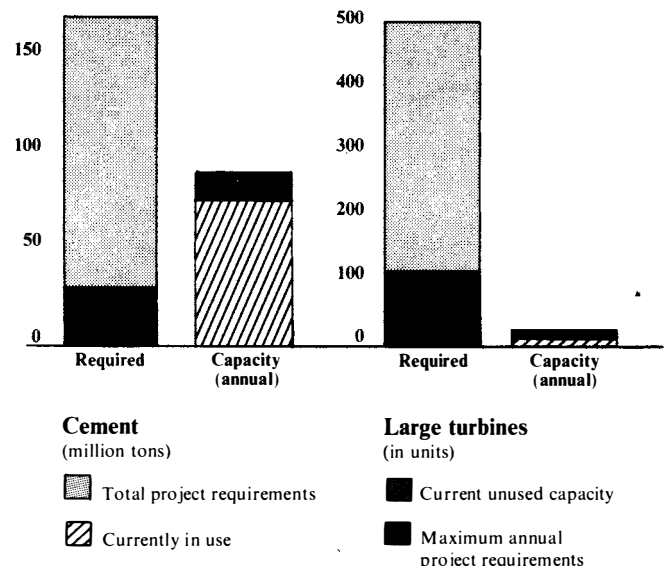 150
100
50
0
Required
Capacity
(annual)
500
400
300
200
100
0
Required
Capacity
(annual)
Cement
(million tons)
Total project requirements
Currently in use
Large turbines
(in units)
Current unused capacity
Maximum annual
project requirements